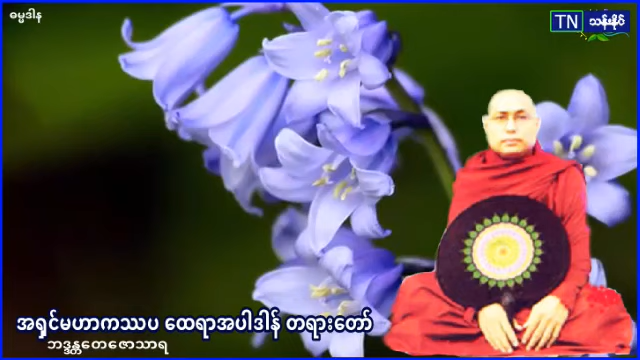 ဓမ္မဒါန
TN သန်းနိုင်
အရှင်မဟာကဿပ ထေရာအပါဒါန် တရားတော်
ဘဒ္ဒန္တတေဇောသာရ